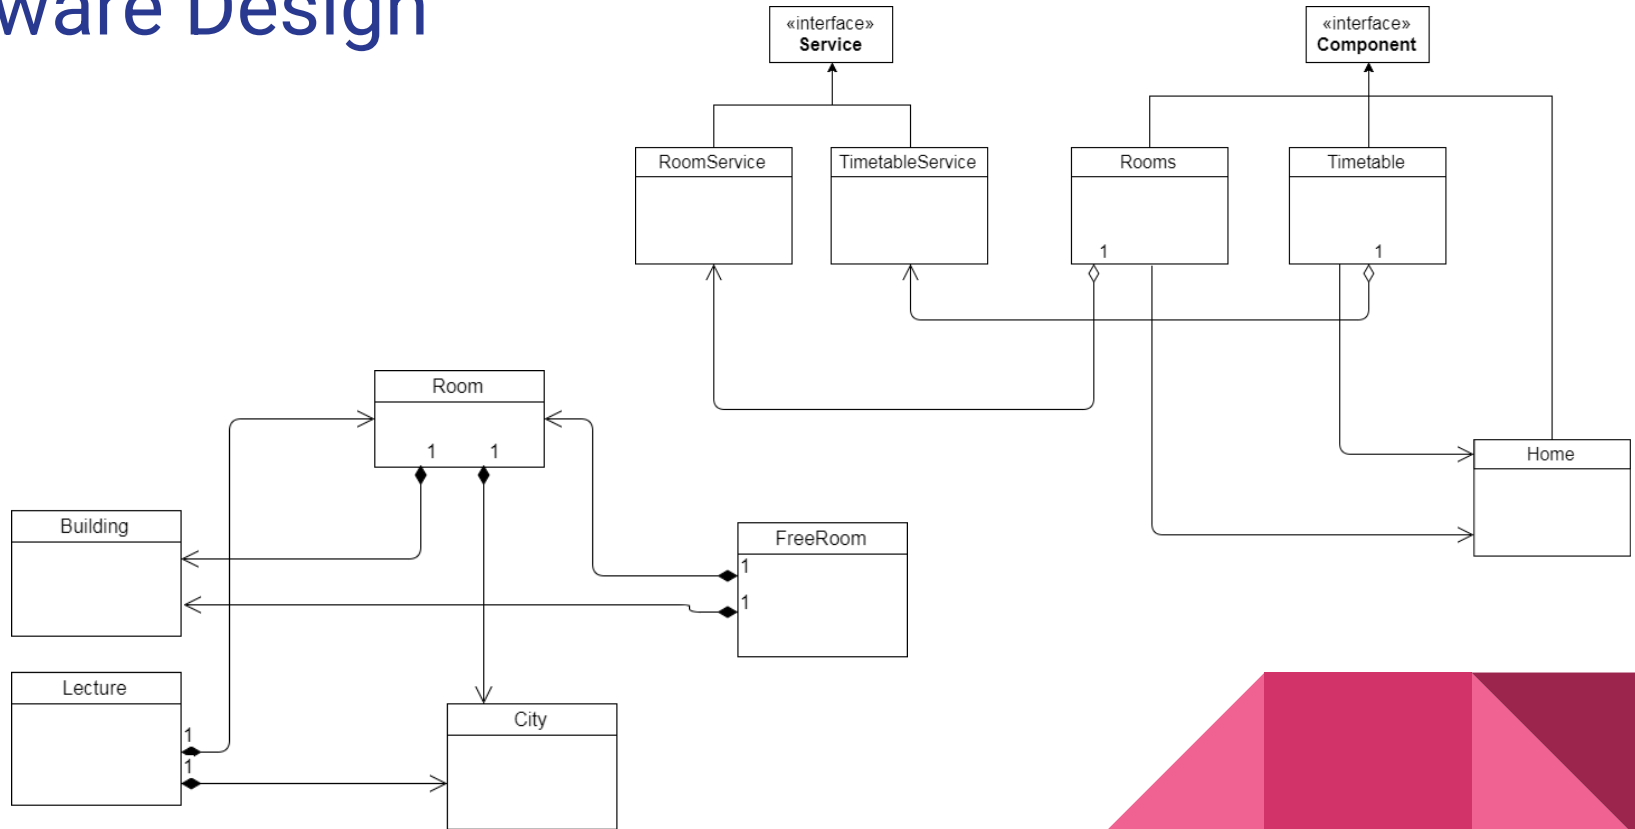 ware Design
«interface»
Service
«interface»
Component
RoomService
TimetableService
Rooms
1
Timetable
1
Room
1 1
Home
Building
FreeRoom
1
1
Lecture
1
1
City